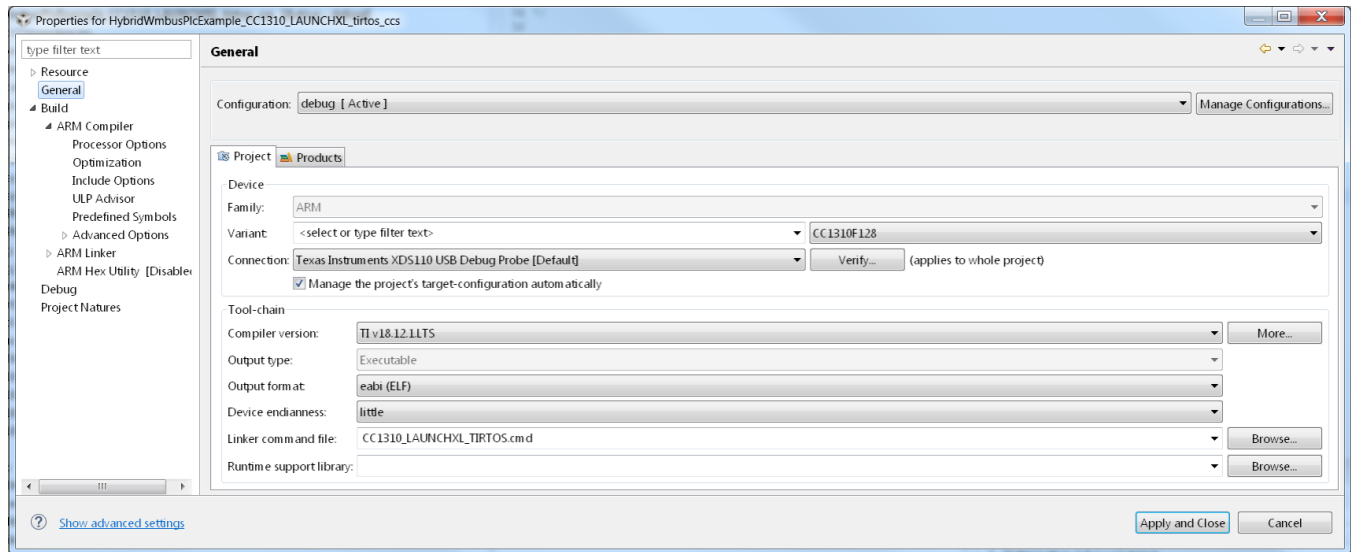 Properties for HybridWmbusPlcExample_CC1310_LAUNCHXL_tirtos_ccs
type filter text
General
Resource
General
Build
ARM Compiler
Processor Options
Optimization
Include Options
ULP Advisor
Predefined Symbols
Advanced Options
ARM Linker
ARM Hex Utility [Disable
Debug
Project Natures
Configuration: debug [ Active ] Manage Configurations...
Project Products
Device
Family: ARM
Variant: <select or type filter text> CC1310F128
Connection: Texas Instruments XDS110 USB Debug Probe [Default] Verify... (applies to whole project)
Manage the project's target-configuration automatically
Tool-chain
Compiler version: TI v18.12.1.LTS More...
Output type: Executable
Output format: eabi (ELF)
Device endianness: little
Linker command file: CC1310_LAUNCHXL_TIRTOS.cmd Browse...
Runtime support library: Browse...
Show advanced settings Apply and Close Cancel